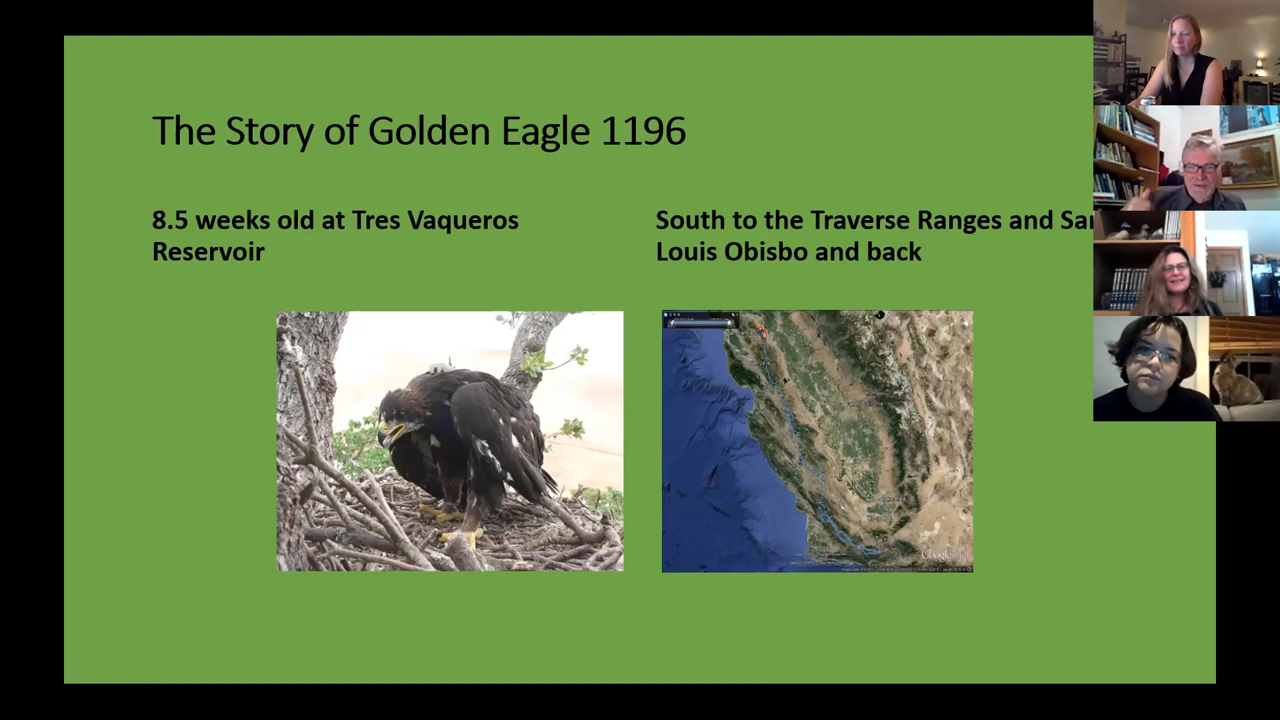 The Story of Golden Eagle 1196
8.5 weeks old at Tres Vaqueros
Reservoir
South to the Traverse Ranges and San
Louis Obisbo and back
Google